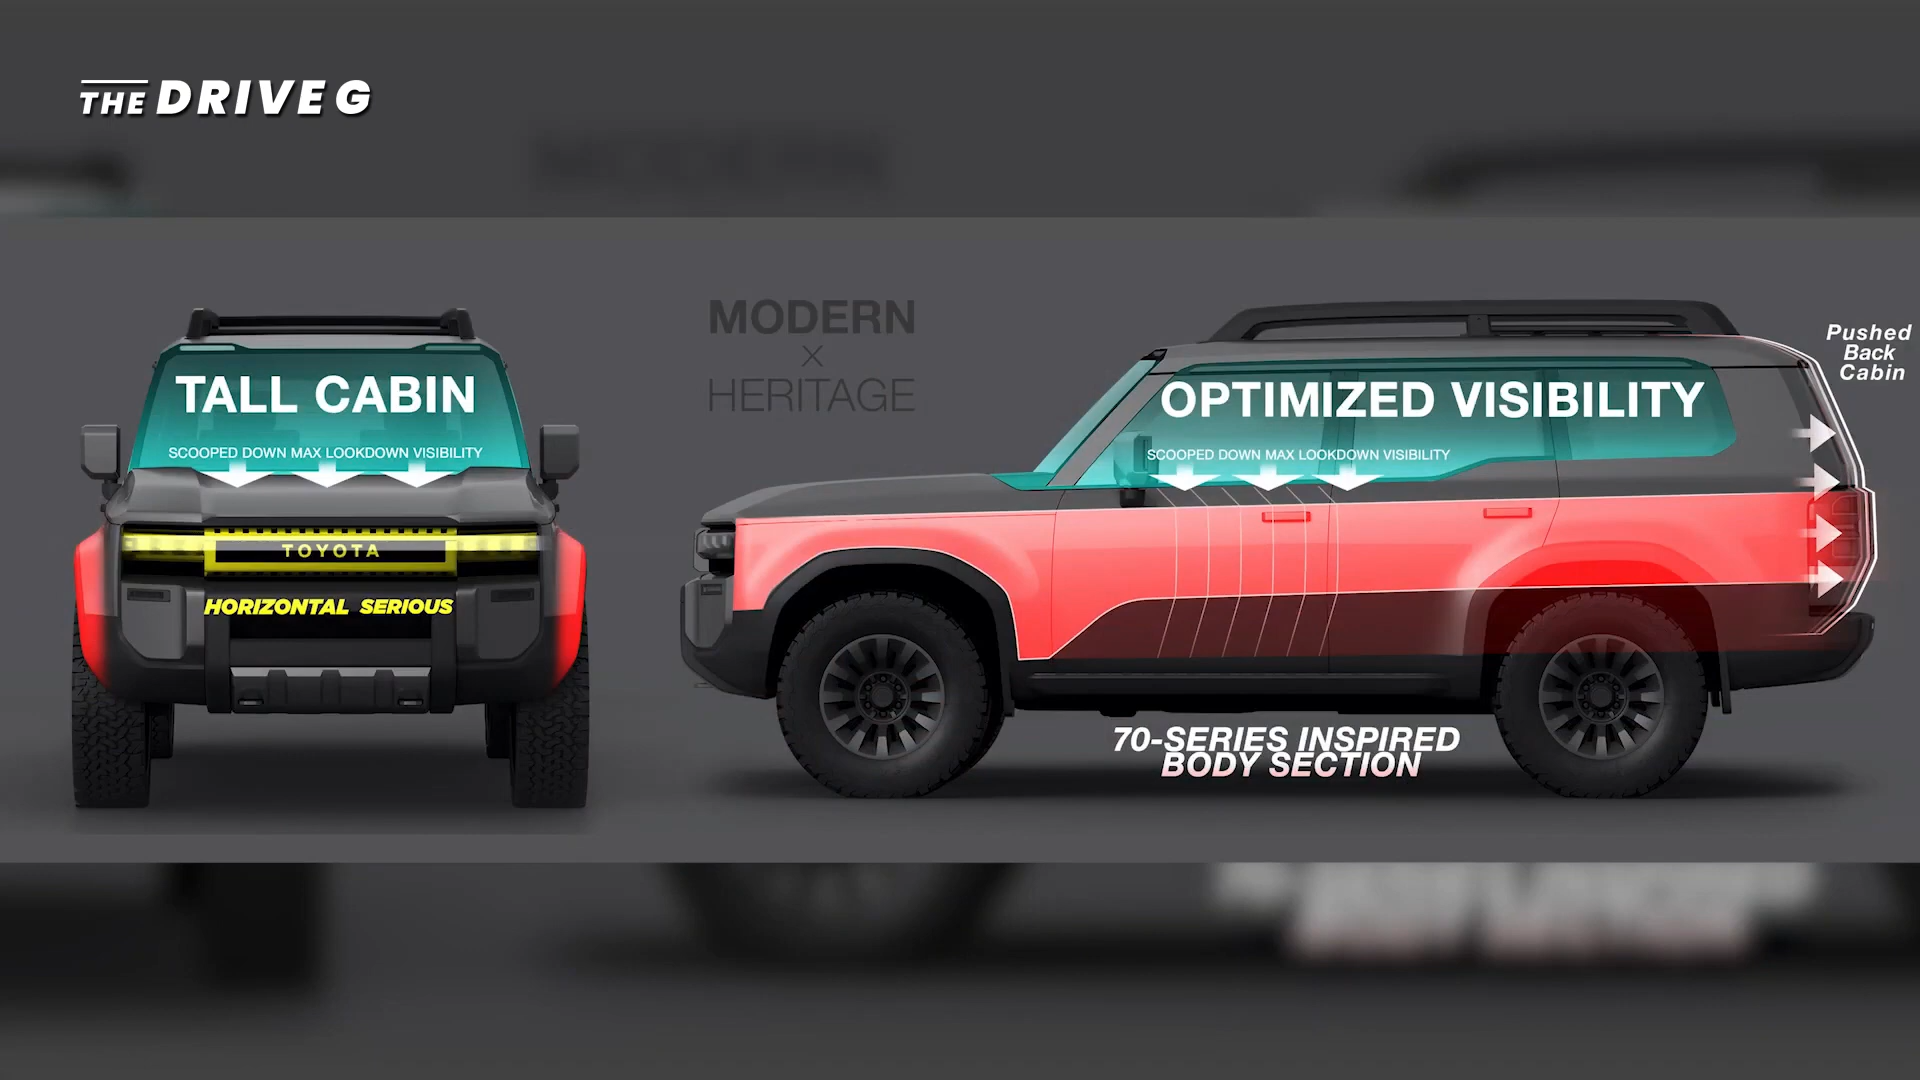 THE DRIVE G
TALL CABIN
SCOOPED DOWN MAX LOOKDOWN VISIBILITY
TOYOTA
HORIZONTAL SERIOUS
MODERN
X
HERITAGE
OPTIMIZED VISIBILITY
SCOOPED DOWN MAX LOOKDOWN VISIBILITY
Pushed
Back
Cabin
70-SERIES INSPIRED
BODY SECTION